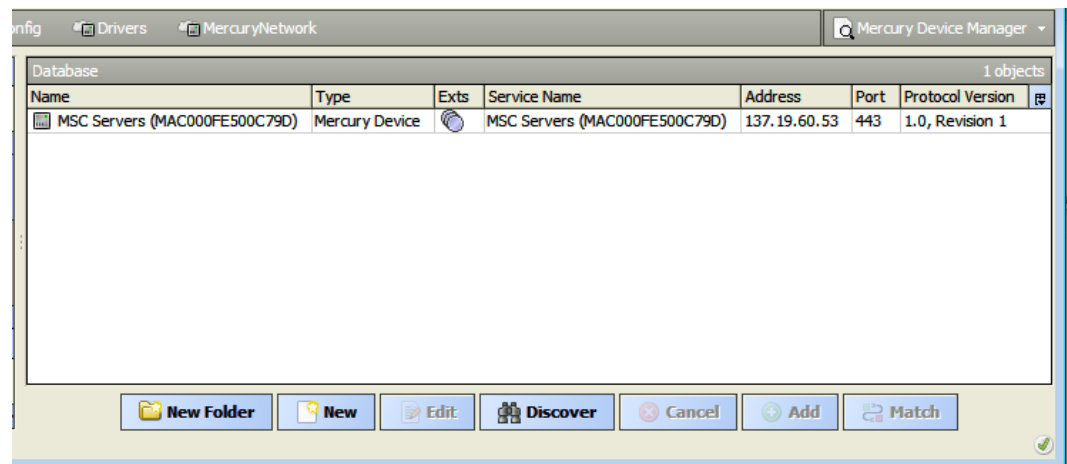 nfig Drivers MercuryNetwork Mercury Device Manager
Database 1 objects
Name Type Exts Service Name Address Port Protocol Version
MSC Servers (MAC000FE500C79D) Mercury Device MSC Servers (MAC000FE500C79D) 137.19.60.53 443 1.0, Revision 1
New Folder New Edit Discover Cancel Add Match